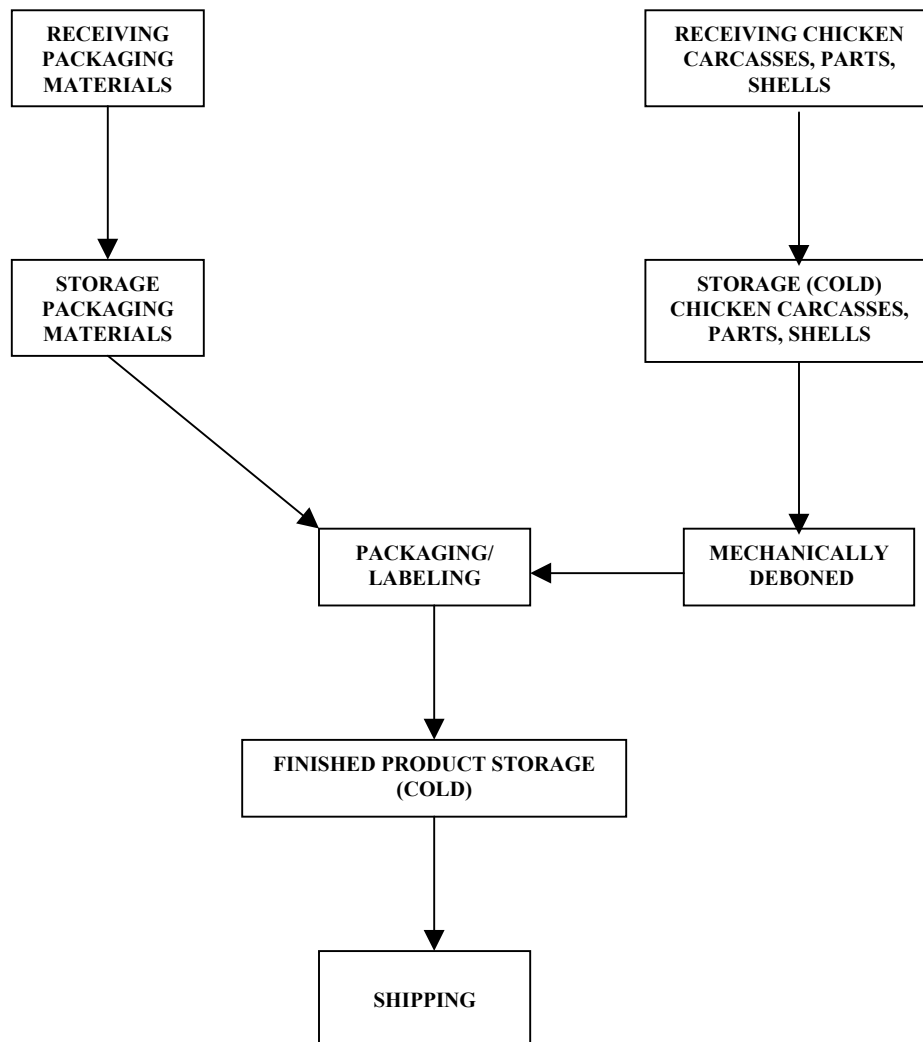 RECEIVING
PACKAGING
MATERIALS
RECEIVING CHICKEN
CARCASSES, PARTS,
SHELLS
STORAGE
PACKAGING
MATERIALS
STORAGE (COLD)
CHICKEN CARCASSES,
PARTS, SHELLS
PACKAGING/
LABELING
MECHANICALLY
DEBONED
FINISHED PRODUCT STORAGE
(COLD)
SHIPPING